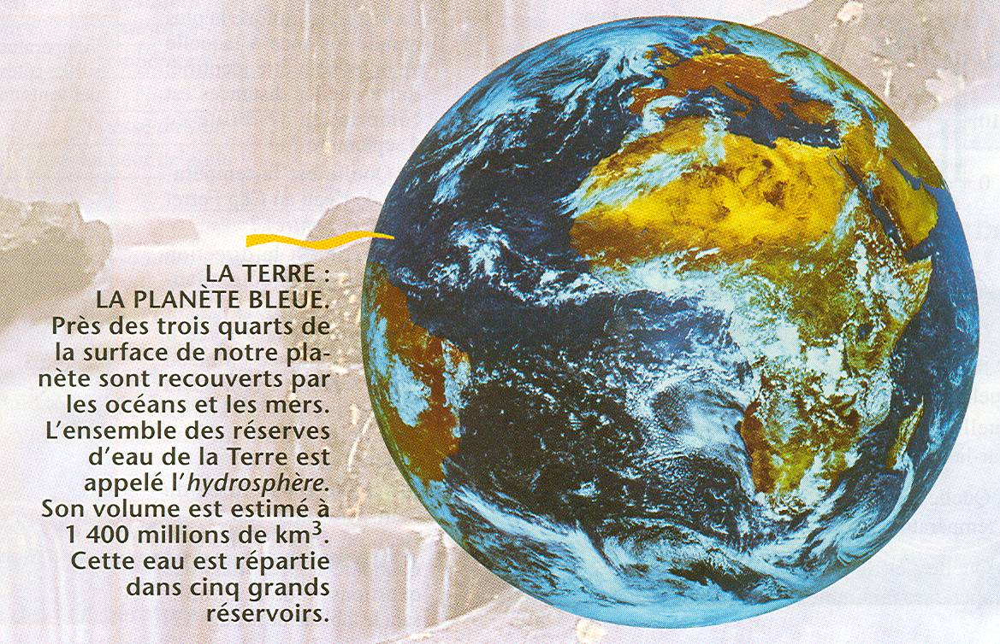 LA TERRE :
LA PLANÈTE BLEUE.
Près des trois quarts de
la surface de notre pla-
nète sont recouverts par
les océans et les mers.
L'ensemble des réserves
d'eau de la Terre est
appelé l'hydrosphère.
Son volume est estimé à
1 400 millions de km³.
Cette eau est répartie
dans cinq grands
réservoirs.